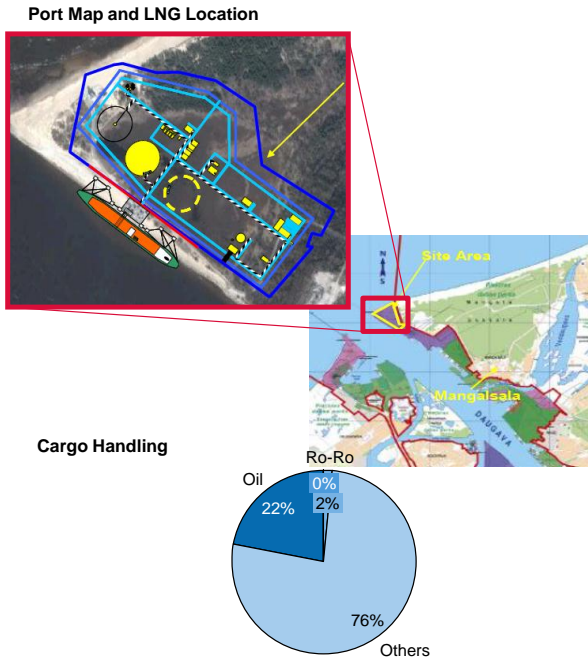 Port Map and LNG Location
N
Site Area
Mangalsala
DAUGAVA
Cargo Handling
Ro-Ro
Oil
0%
2%
22%
76%
Others